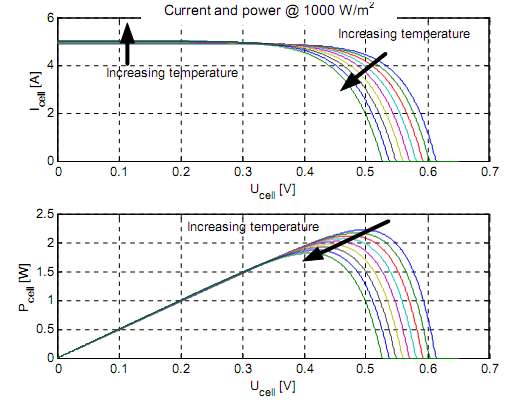 Current and power @ 1000 W/m²
Increasing temperature
Increasing temperature
I_cell [A]
6
4
2
0
0 0.1 0.2 0.3 0.4 0.5 0.6 0.7
U_cell [V]
Increasing temperature
P_cell [W]
2.5
2
1.5
1
0.5
0
0 0.1 0.2 0.3 0.4 0.5 0.6 0.7
U_cell [V]